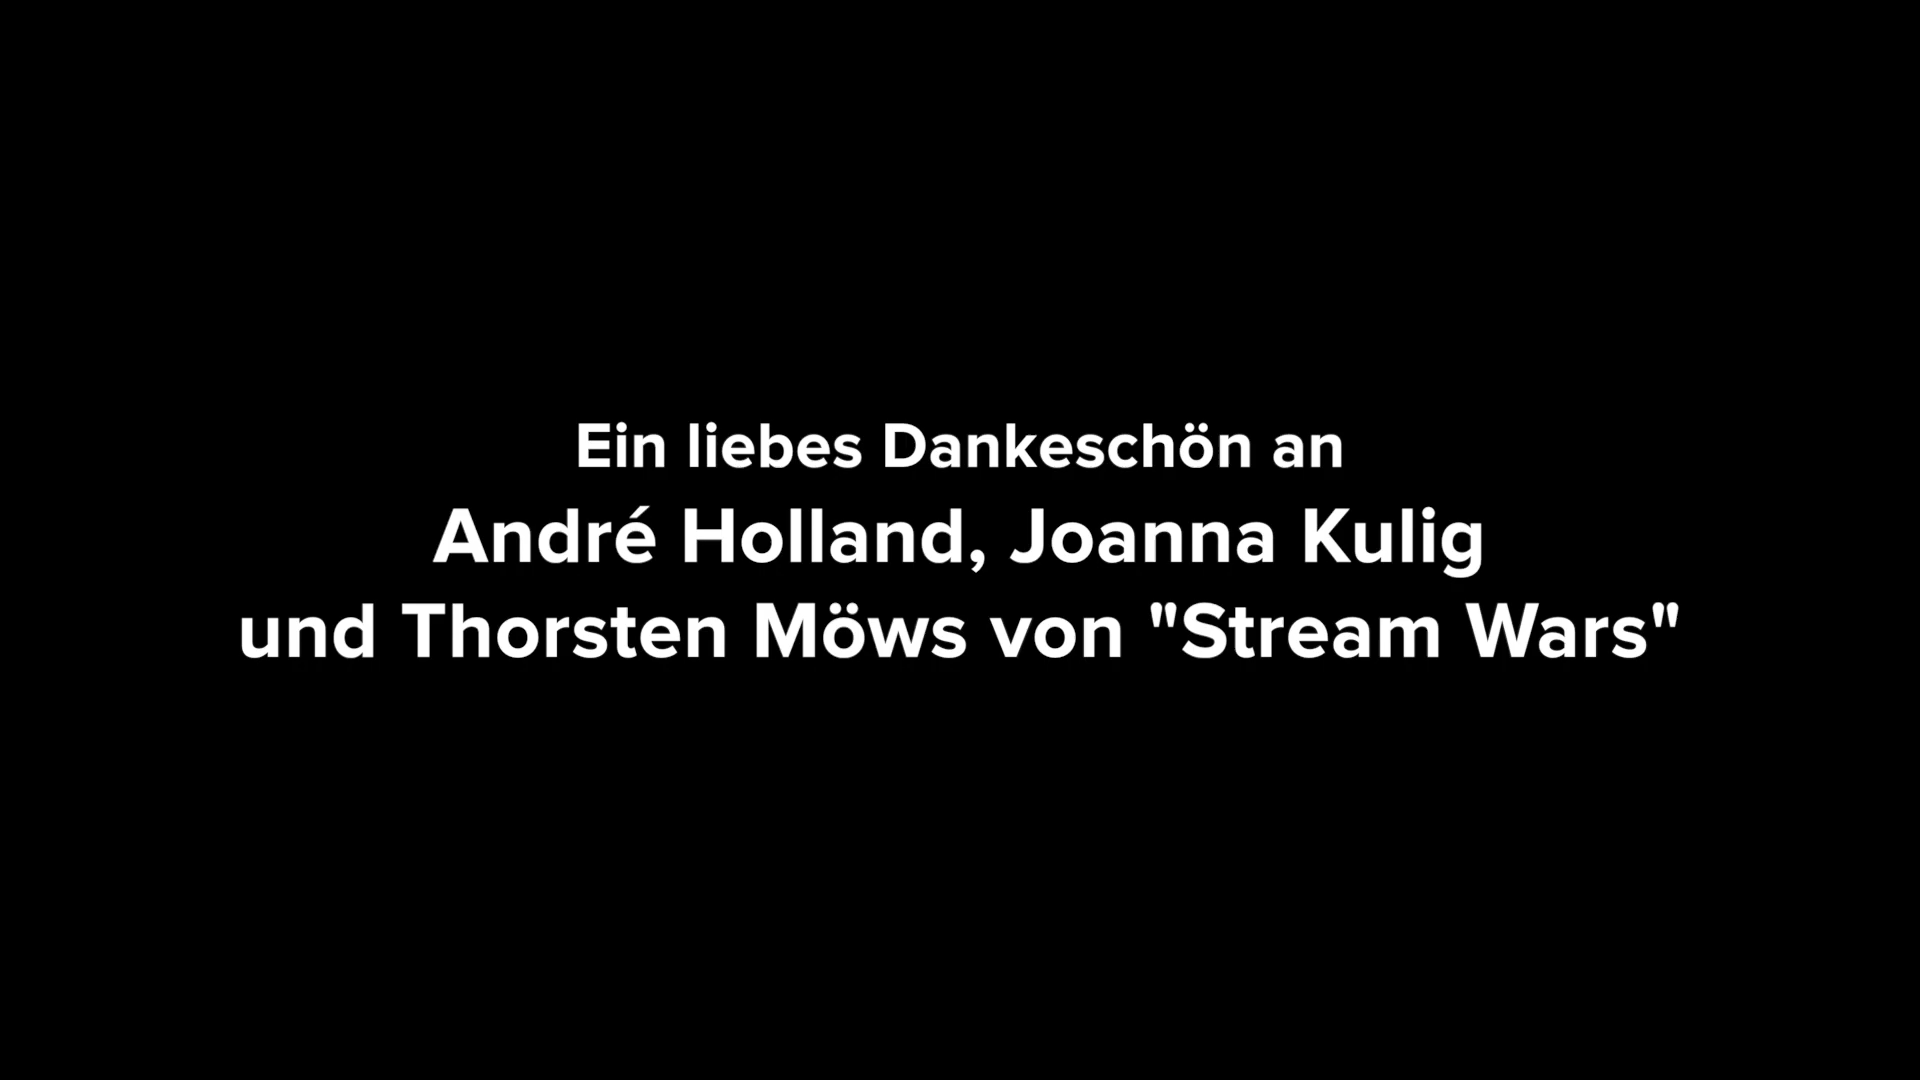 Ein liebes Dankeschön an
André Holland, Joanna Kulig
und Thorsten Möws von "Stream Wars"